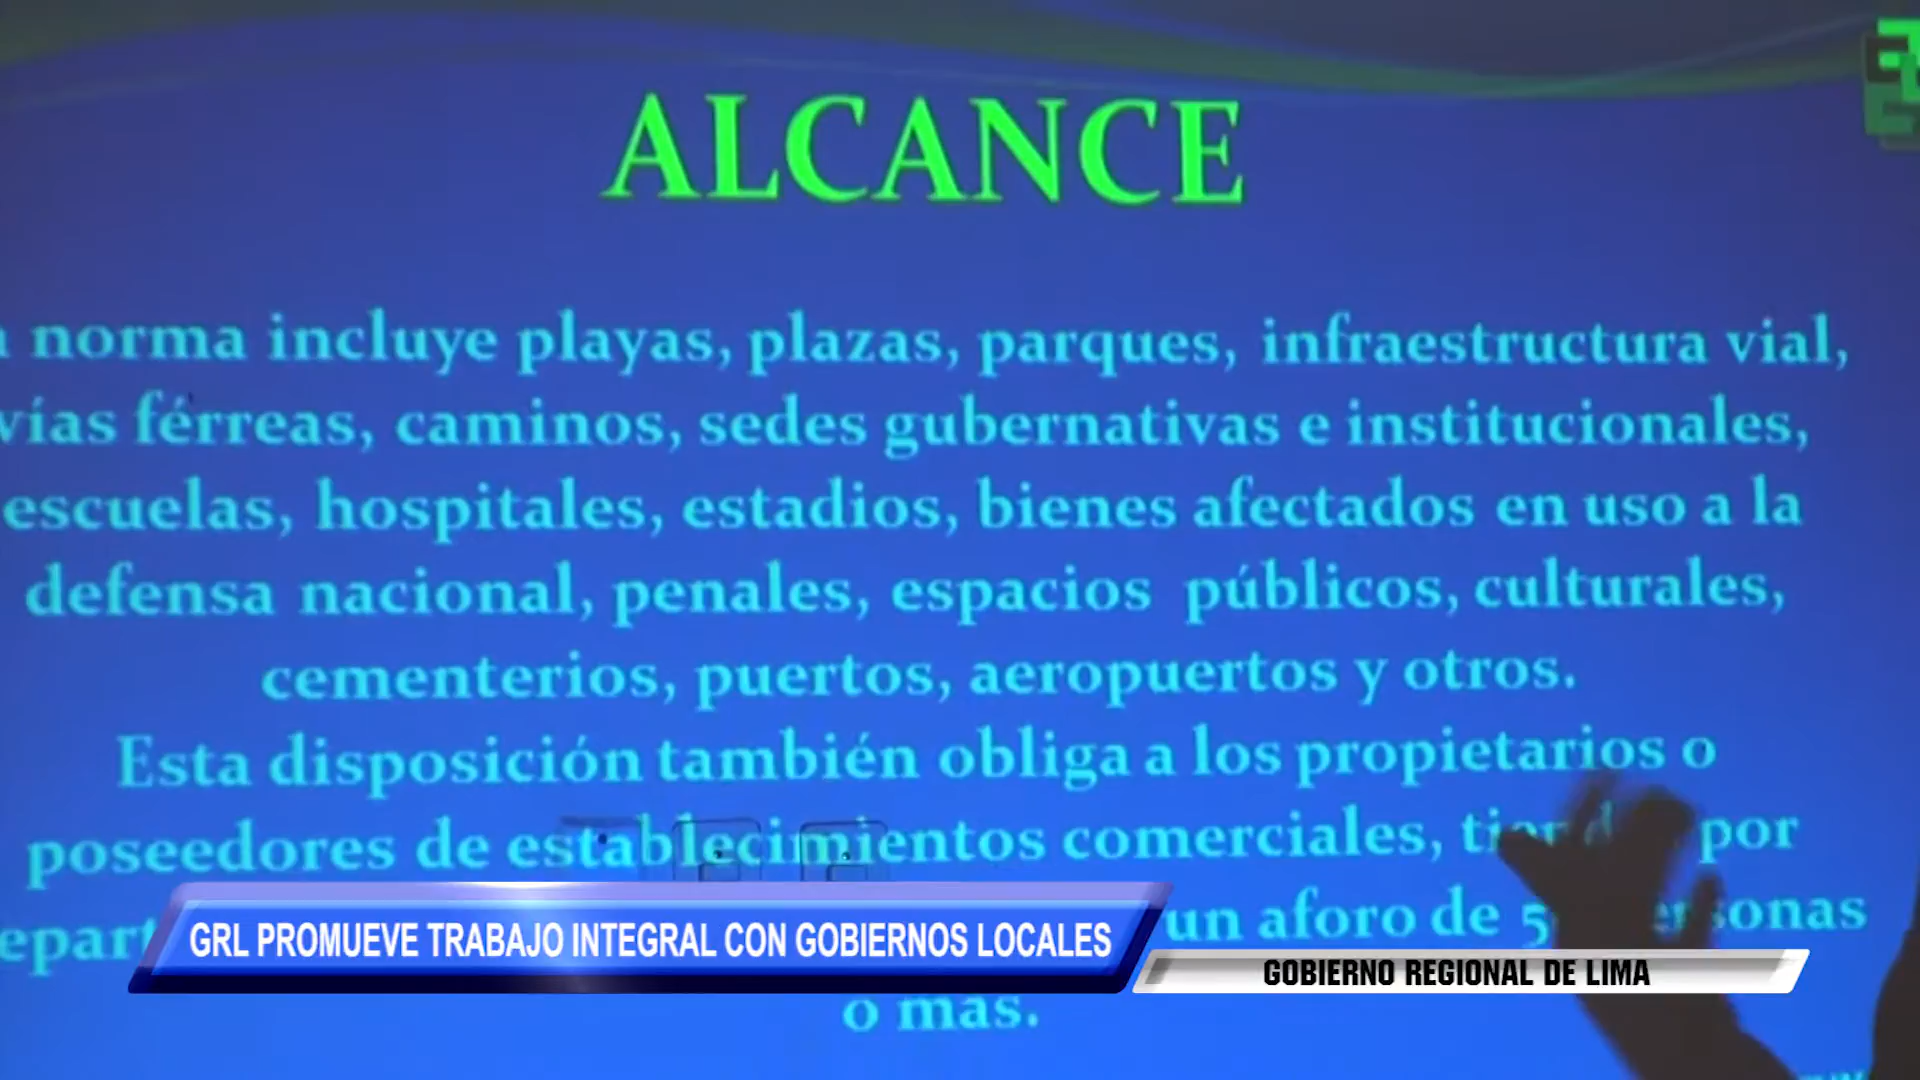 ALCANCE
norma incluye playas, plazas, parques, infraestructura vial,
vías férreas, caminos, sedes gubernativas e institucionales,
escuelas, hospitales, estadios, bienes afectados en uso a la
defensa nacional, penales, espacios públicos, culturales,
cementerios, puertos, aeropuertos y otros.
Esta disposición también obliga a los propietarios o
poseedores de establecimientos comerciales, por
un aforo de
o más.
GRL PROMUEVE TRABAJO INTEGRAL CON GOBIERNOS LOCALES
GOBIERNO REGIONAL DE LIMA